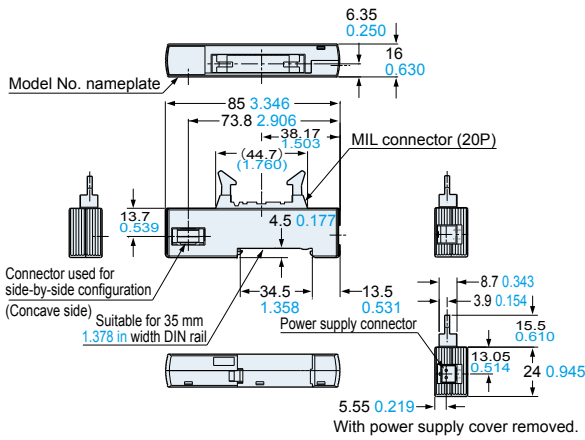 6.35
0.250
16
0.630
Model No. nameplate
85 3.346
73.8 2.906
38.17
1.503
(44.7)
(1.760)
MIL connector (20P)
13.7
0.539
4.5 0.177
Connector used for
side-by-side configuration
(Concave side)
34.5
1.358
13.5
0.531
Suitable for 35 mm
1.378 in width DIN rail
8.7 0.343
3.9 0.154
Power supply connector
15.5
0.610
13.05
0.514
24 0.945
5.55 0.219
With power supply cover removed.